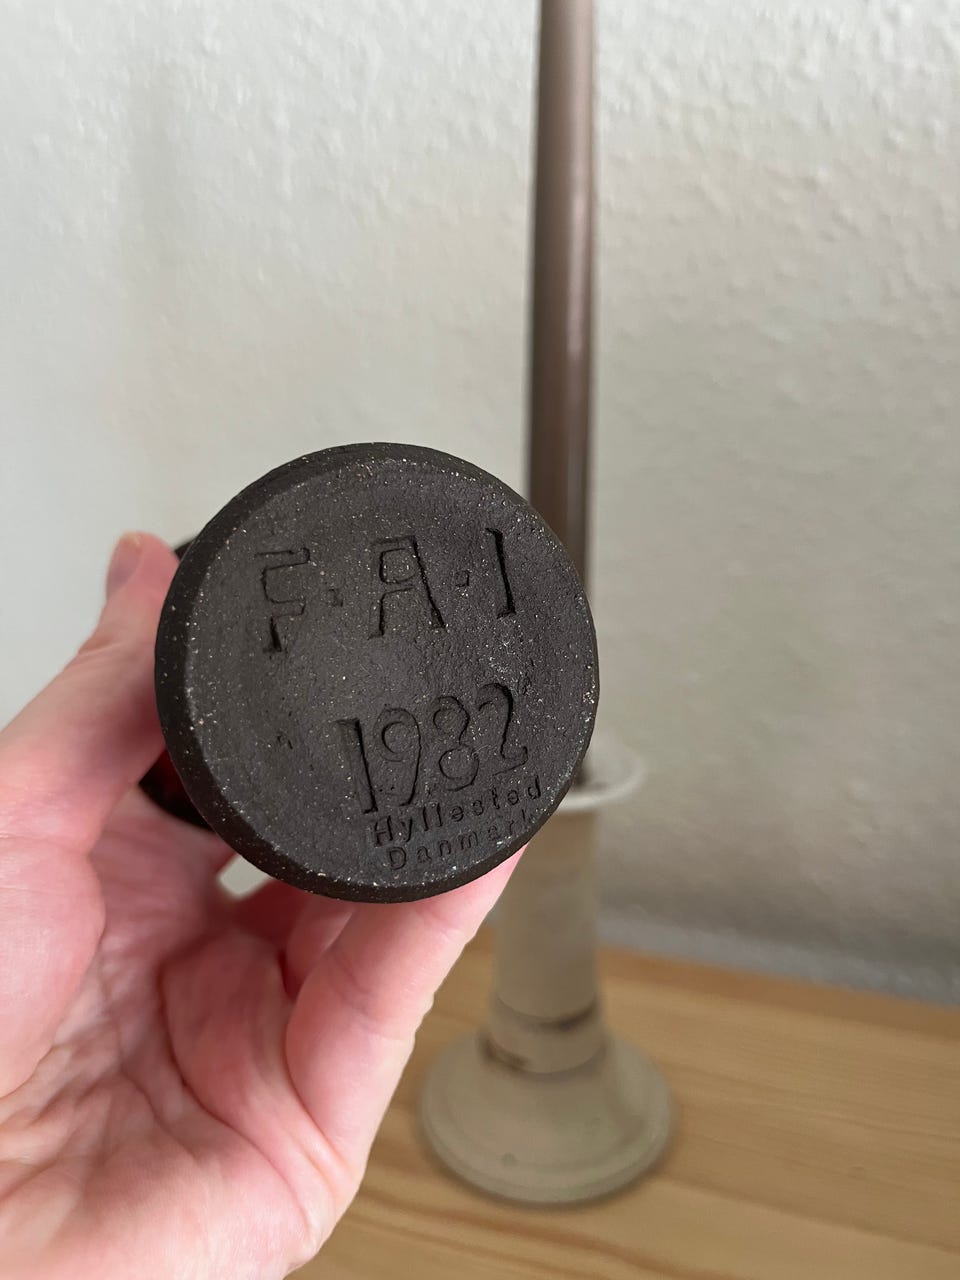 F·A·I
1982
Hyllested
Danmark